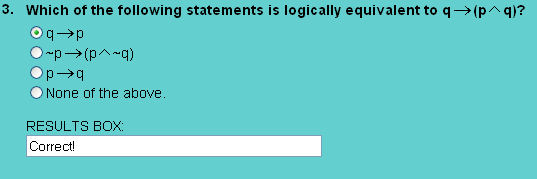 3. Which of the following statements is logically equivalent to q→(p^q)?
q→p
~p→(p^~q)
p→q
None of the above.
RESULTS BOX:
Correct!